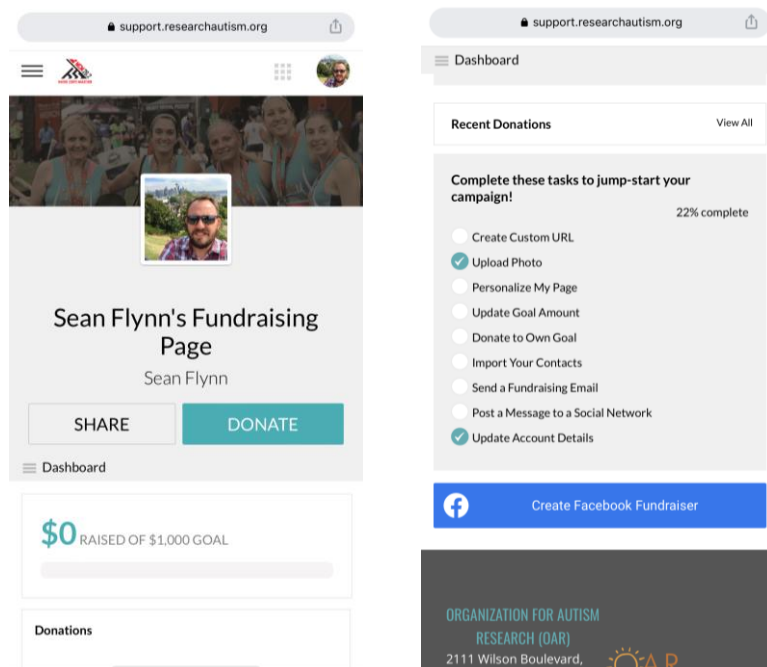 support.researchautism.org
Sean Flynn's Fundraising
Page
Sean Flynn
SHARE
DONATE
Dashboard
$0 RAISED OF $1,000 GOAL
Donations
support.researchautism.org
Dashboard
Recent Donations
View All
Complete these tasks to jump-start your
campaign!
22% complete
Create Custom URL
Upload Photo
Personalize My Page
Update Goal Amount
Donate to Own Goal
Import Your Contacts
Send a Fundraising Email
Post a Message to a Social Network
Update Account Details
Create Facebook Fundraiser
ORGANIZATION FOR AUTISM
RESEARCH (OAR)
2111 Wilson Boulevard,
OAR